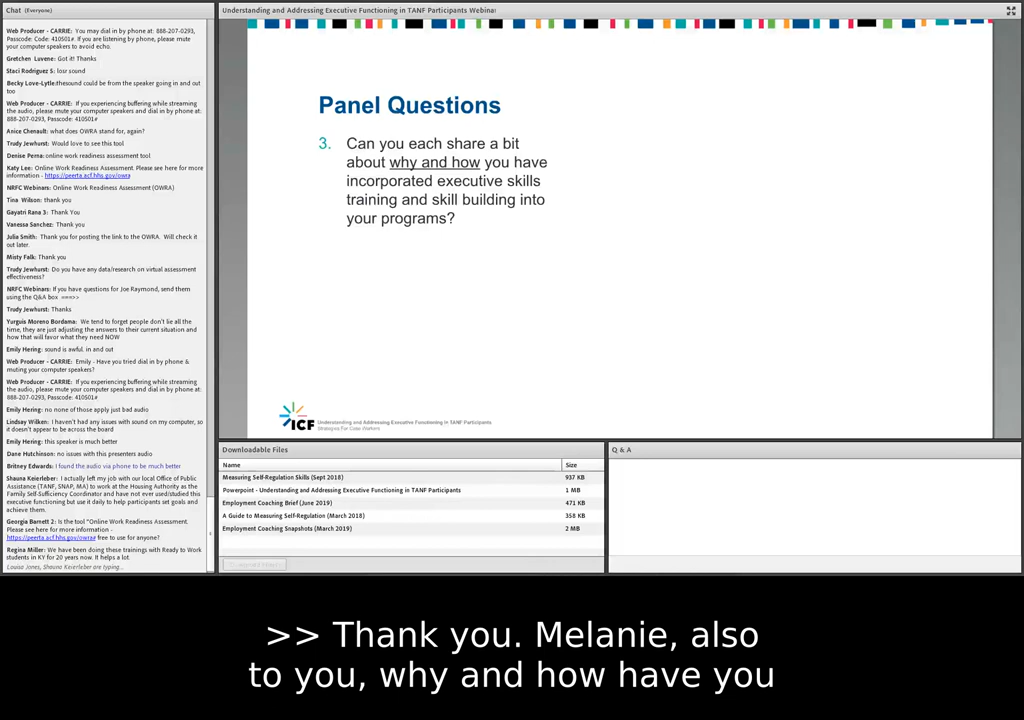 Chat (Everyone)
Web Producer - CARRIE: You may dial in by phone at: 888-207-0293,
Passcode: Code: 410501#. If you are listening by phone, please mute
your computer speakers to avoid echo.
Gretchen Luvene: Got it! Thanks
Staci Rodriguez S: losr sound
Becky Love-Lytle:thesound could be from the speaker going in and out
too
Web Producer - CARRIE: If you experiencing buffering while streaming
the audio, please mute your computer speakers and dial in by phone at:
888-207-0293, Passcode: 410501#
Anice Chenault: what does OWRA stand for, again?
Trudy Jewhurst: Would love to see this tool
Denise Perna: online work readiness assessment tool
Katy Lee: Online Work Readiness Assessment. Please see here for more
information - https://peerta.acf.hhs.gov/owra
NRFC Webinars: Online Work Readiness Assessment (OWRA)
Tina Wilson: thank you
Gayatri Rana 3: Thank You
Vanessa Sanchez: Thank you
Julia Smith: Thank you for posting the link to the OWRA. Will check it
out later.
Misty Falk: Thank you
Trudy Jewhurst: Do you have any data/research on virtual assessment
effectiveness?
NRFC Webinars: If you have questions for Joe Raymond, send them
using the Q&A box ===>>
Trudy Jewhurst: Thanks
Yurguis Moreno Bordama: We tend to forget people don't lie all the
time, they are just adjusting the answers to their current situation and
how that will favor what they need NOW
Emily Hering: sound is awful. in and out
Web Producer - CARRIE: Emily - Have you tried dial in by phone &
muting your computer speakers?
Web Producer - CARRIE: If you experiencing buffering while streaming
the audio, please mute your computer speakers and dial in by phone at:
888-207-0293, Passcode: 410501#
Emily Hering: no none of those apply just bad audio
Lindsay Wilken: I haven't had any issues with sound on my computer, so
it doesn't appear to be across the board
Emily Hering: this speaker is much better
Dane Hutchinson: no issues with this presenters audio
Britney Edwards: I found the audio via phone to be much better
Shauna Keierleber: I actually left my job with our local Office of Public
Assistance (TANF, SNAP, MA) to work at the Housing Authority as the
Family Self-Sufficiency Coordinator and have not ever used/studied this
executive functioning but use it daily to help participants set goals and
achieve them.
Georgia Barnett 2: Is the tool "Online Work Readiness Assessment.
Please see here for more information -
https://peerta.acf.hhs.gov/owra# free to use for anyone?
Regina Miller: We have been doing these trainings with Ready to Work
students in KY for 20 years now. It helps a lot.
Louisa Jones, Shauna Keierleber are typing...
Understanding and Addressing Executive Functioning in TANF Participants Webinar
Panel Questions
3. Can you each share a bit
about why and how you have
incorporated executive skills
training and skill building into
your programs?
ICF
Understanding and Addressing Executive Functioning in TANF Participants
Strategies For Case Workers
Downloadable Files
Name Size
Measuring Self-Regulation Skills (Sept 2018) 937 KB
Powerpoint - Understanding and Addressing Executive Functioning in TANF Participants 1 MB
Employment Coaching Brief (June 2019) 471 KB
A Guide to Measuring Self-Regulation (March 2018) 358 KB
Employment Coaching Snapshots (March 2019) 2 MB
Q & A
>> Thank you. Melanie, also
to you, why and how have you